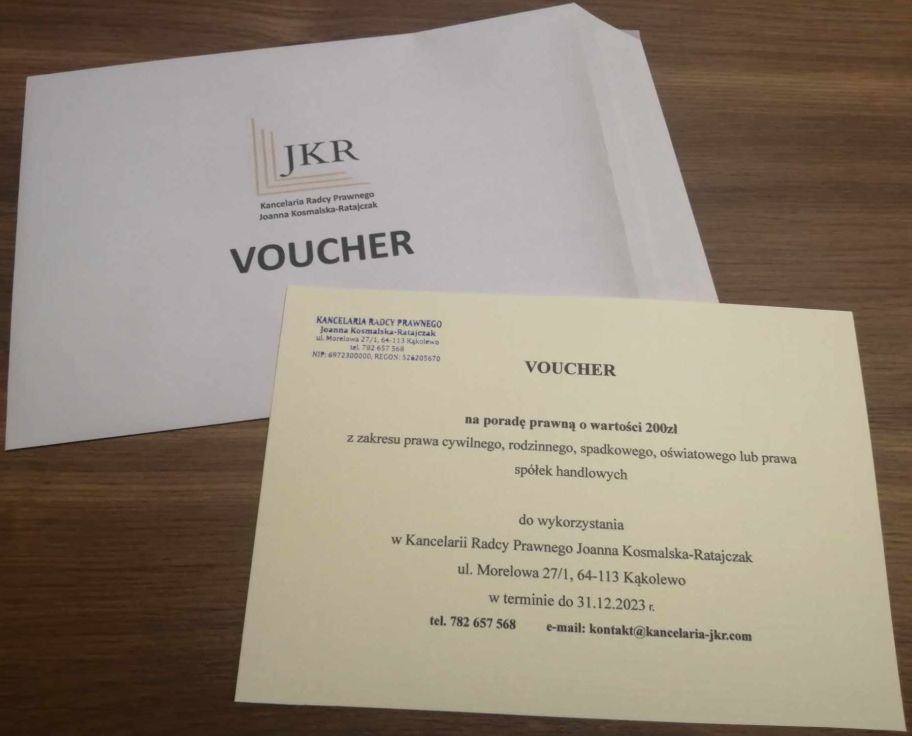 JKR
Kancelaria Radcy Prawnego
Joanna Kosmalska-Ratajczak
VOUCHER
KANCELARIA RADCY PRAWNEGO
Joanna Kosmalska-Ratajczak
ul. Morelowa 27/1, 64-113 Kąkolewo
tel. 782 657 568
NIP: 6972300000, REGON: 526205670
VOUCHER
na poradę prawną o wartości 200zł
z zakresu prawa cywilnego, rodzinnego, spadkowego, oświatowego lub prawa
spółek handlowych
do wykorzystania
w Kancelarii Radcy Prawnego Joanna Kosmalska-Ratajczak
ul. Morelowa 27/1, 64-113 Kąkolewo
w terminie do 31.12.2023 r.
tel. 782 657 568 e-mail: kontakt@kancelaria-jkr.com